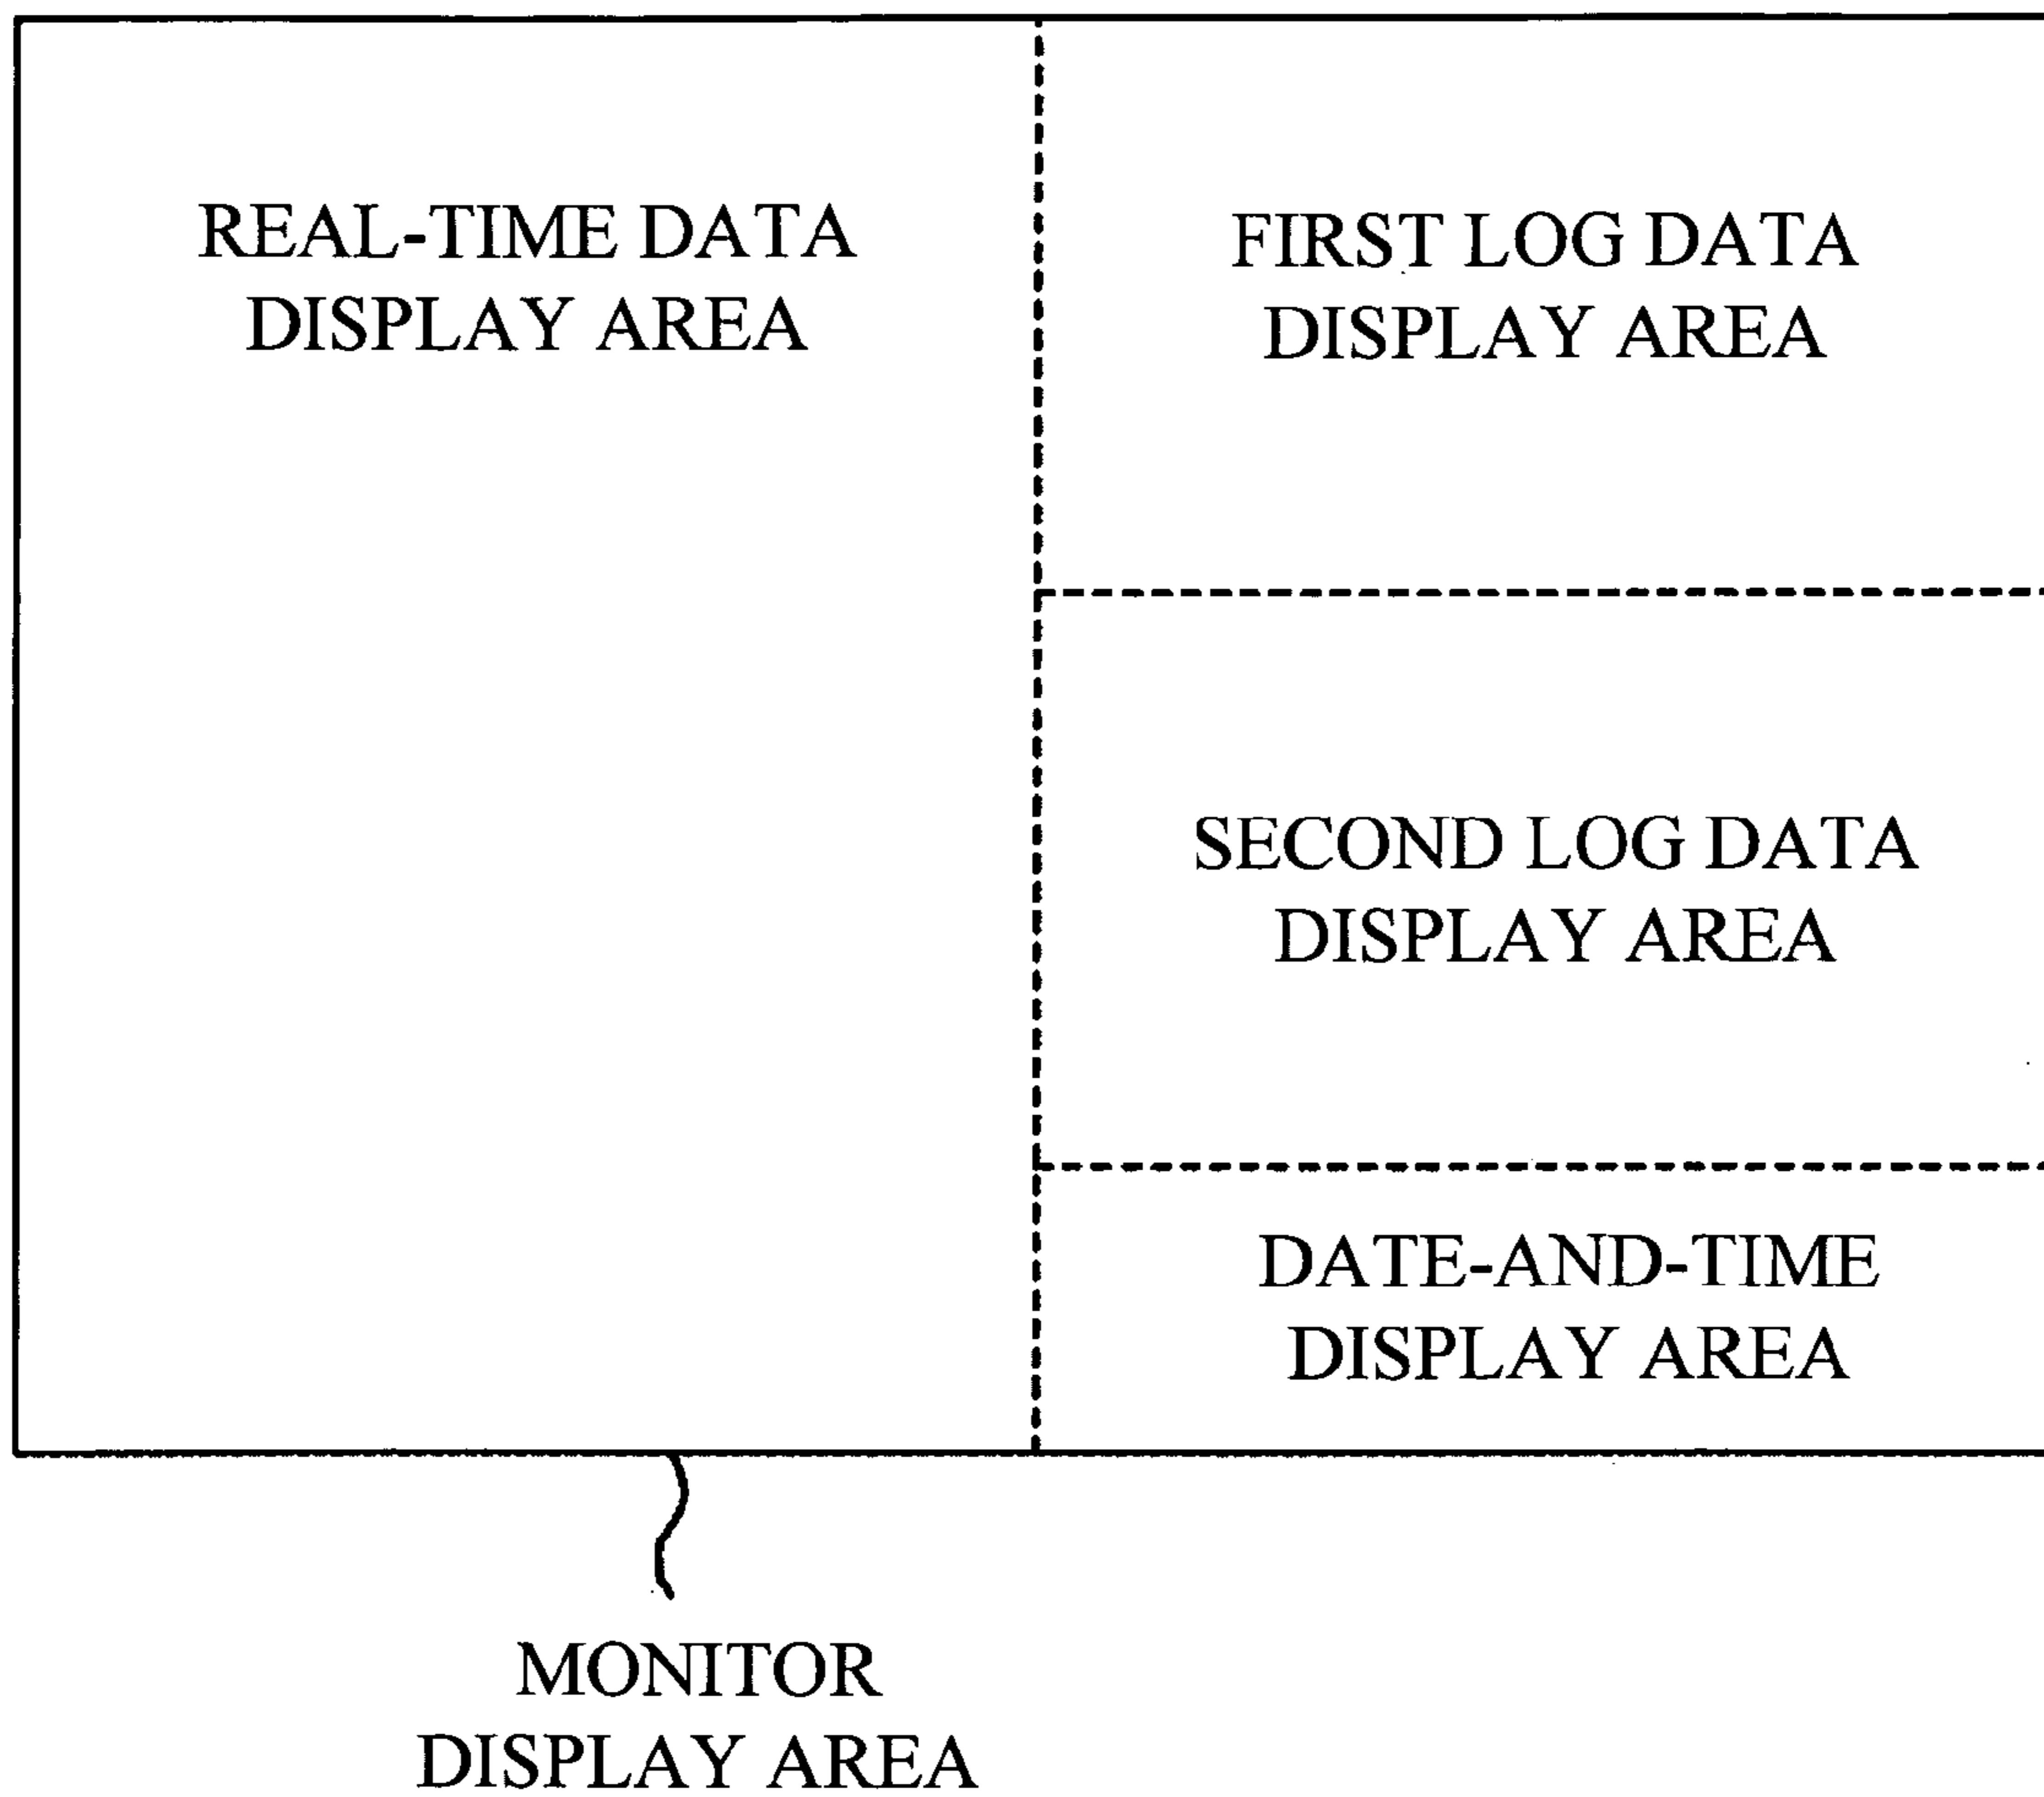 REAL-TIME DATA
DISPLAY AREA
FIRST LOG DATA
DISPLAY AREA
SECOND LOG DATA
DISPLAY AREA
DATE-AND-TIME
DISPLAY AREA
MONITOR
DISPLAY AREA